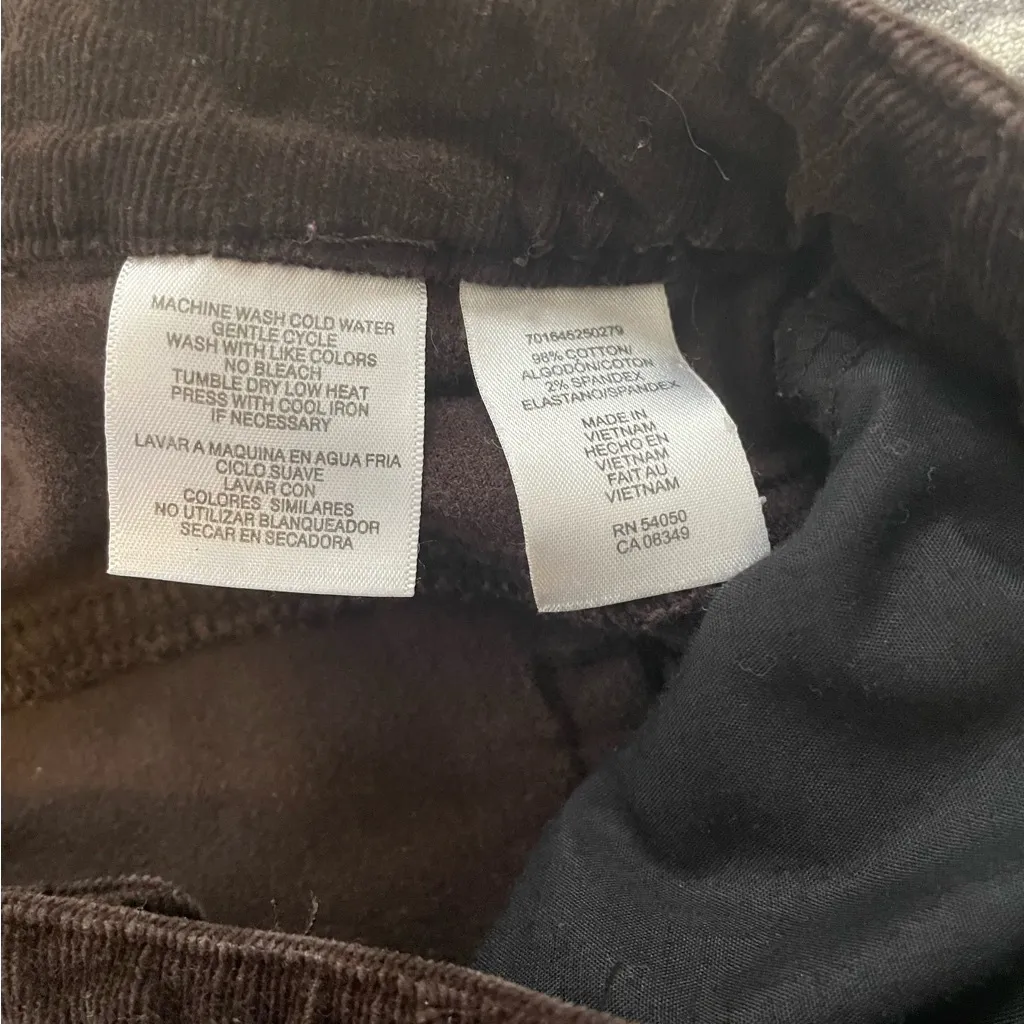 MACHINE WASH COLD WATER
GENTLE CYCLE
WASH WITH LIKE COLORS
NO BLEACH
TUMBLE DRY LOW HEAT
PRESS WITH COOL IRON
IF NECESSARY
LAVAR A MAQUINA EN AGUA FRIA
CICLO SUAVE
LAVAR CON
COLORES SIMILARES
NO UTILIZAR BLANQUEADOR
SECAR EN SECADORA
701645250279
98% COTTON/
ALGODÓN/COTON
2% SPANDEX
ELASTANO/SPANDEX
MADE IN
VIETNAM
HECHO EN
VIETNAM
FAIT AU
VIETNAM
RN 54050
CA 08349